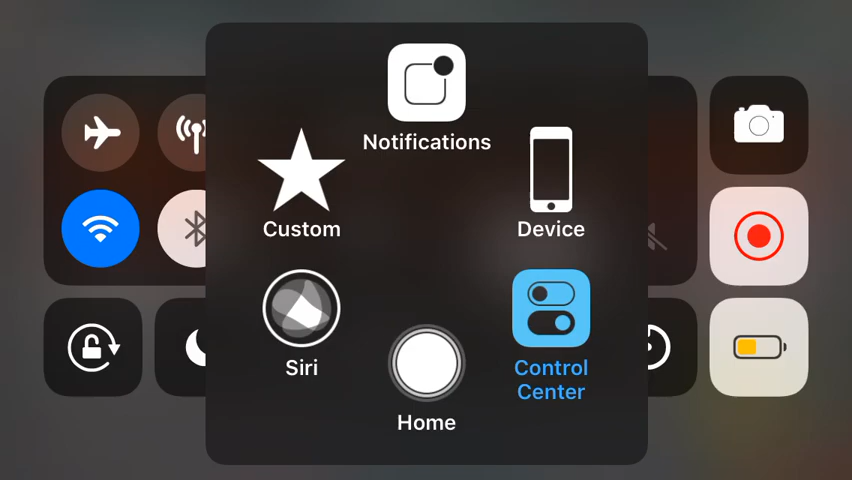 Notifications
Custom
Device
Siri
Control
Center
Home